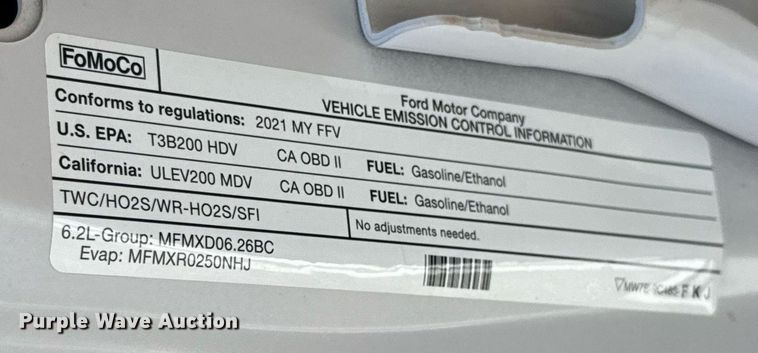 FoMoCo
Ford Motor Company
VEHICLE EMISSION CONTROL INFORMATION
Conforms to regulations: 2021 MY FFV
U.S. EPA: T3B200 HDV CA OBD II FUEL: Gasoline/Ethanol
California: ULEV200 MDV CA OBD II FUEL: Gasoline/Ethanol
TWC/HO2S/WR-HO2S/SFI
No adjustments needed.
6.2L-Group: MFMXD06.26BC
Evap: MFMXR0250NHJ
F K J
Purple Wave Auction